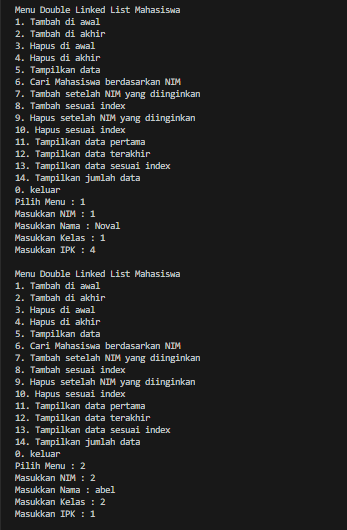 Menu Double Linked List Mahasiswa
1. Tambah di awal
2. Tambah di akhir
3. Hapus di awal
4. Hapus di akhir
5. Tampilkan data
6. Cari Mahasiswa berdasarkan NIM
7. Tambah setelah NIM yang diinginkan
8. Tambah sesuai index
9. Hapus setelah NIM yang diinginkan
10. Hapus sesuai index
11. Tampilkan data pertama
12. Tampilkan data terakhir
13. Tampilkan data sesuai index
14. Tampilkan jumlah data
0. keluar
Pilih Menu : 1
Masukkan NIM : 1
Masukkan Nama : Noval
Masukkan Kelas : 1
Masukkan IPK : 4
Menu Double Linked List Mahasiswa
1. Tambah di awal
2. Tambah di akhir
3. Hapus di awal
4. Hapus di akhir
5. Tampilkan data
6. Cari Mahasiswa berdasarkan NIM
7. Tambah setelah NIM yang diinginkan
8. Tambah sesuai index
9. Hapus setelah NIM yang diinginkan
10. Hapus sesuai index
11. Tampilkan data pertama
12. Tampilkan data terakhir
13. Tampilkan data sesuai index
14. Tampilkan jumlah data
0. keluar
Pilih Menu : 2
Masukkan NIM : 2
Masukkan Nama : abel
Masukkan Kelas : 2
Masukkan IPK : 1